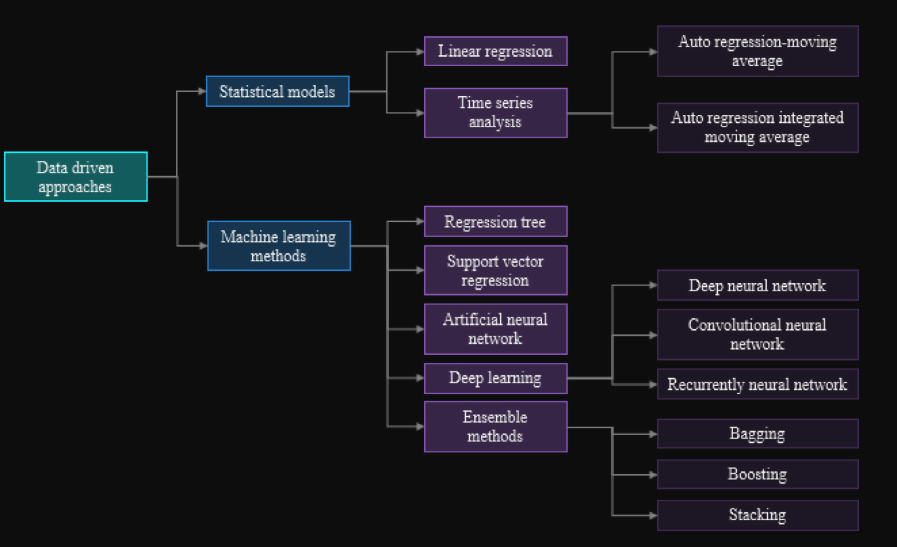 Data driven
approaches
Statistical models
Linear regression
Time series
analysis
Auto regression-moving
average
Auto regression integrated
moving average
Machine learning
methods
Regression tree
Support vector
regression
Artificial neural
network
Deep learning
Deep neural network
Convolutional neural
network
Recurrently neural network
Ensemble
methods
Bagging
Boosting
Stacking